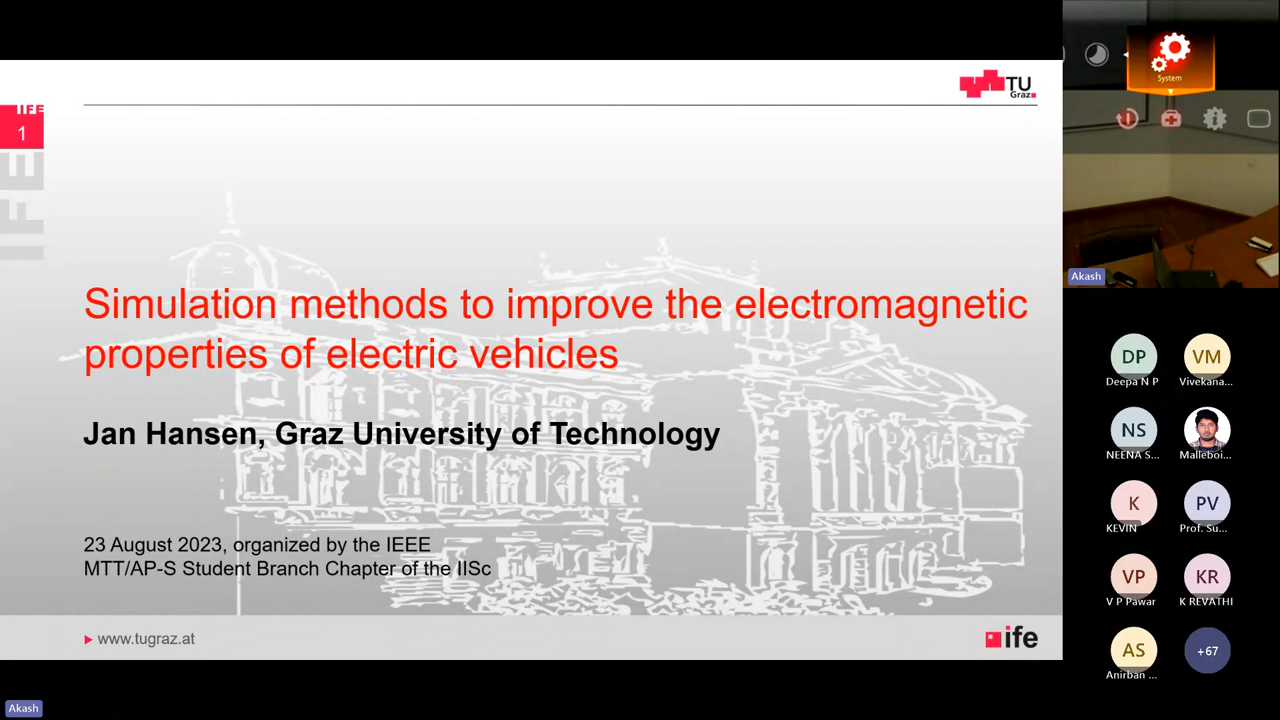 TU
Graz
IFE
1
IFE
Simulation methods to improve the electromagnetic
properties of electric vehicles
Jan Hansen, Graz University of Technology
23 August 2023, organized by the IEEE
MTT/AP-S Student Branch Chapter of the IISc
www.tugraz.at
ife
Akash
System
Akash
DP
VM
Deepa N P
Vivekana...
NS
NEENA S...
Malleboi...
K
PV
KEVIN
Prof. Su...
VP
KR
V P Pawar
K REVATHI
AS
+67
Anirban ...